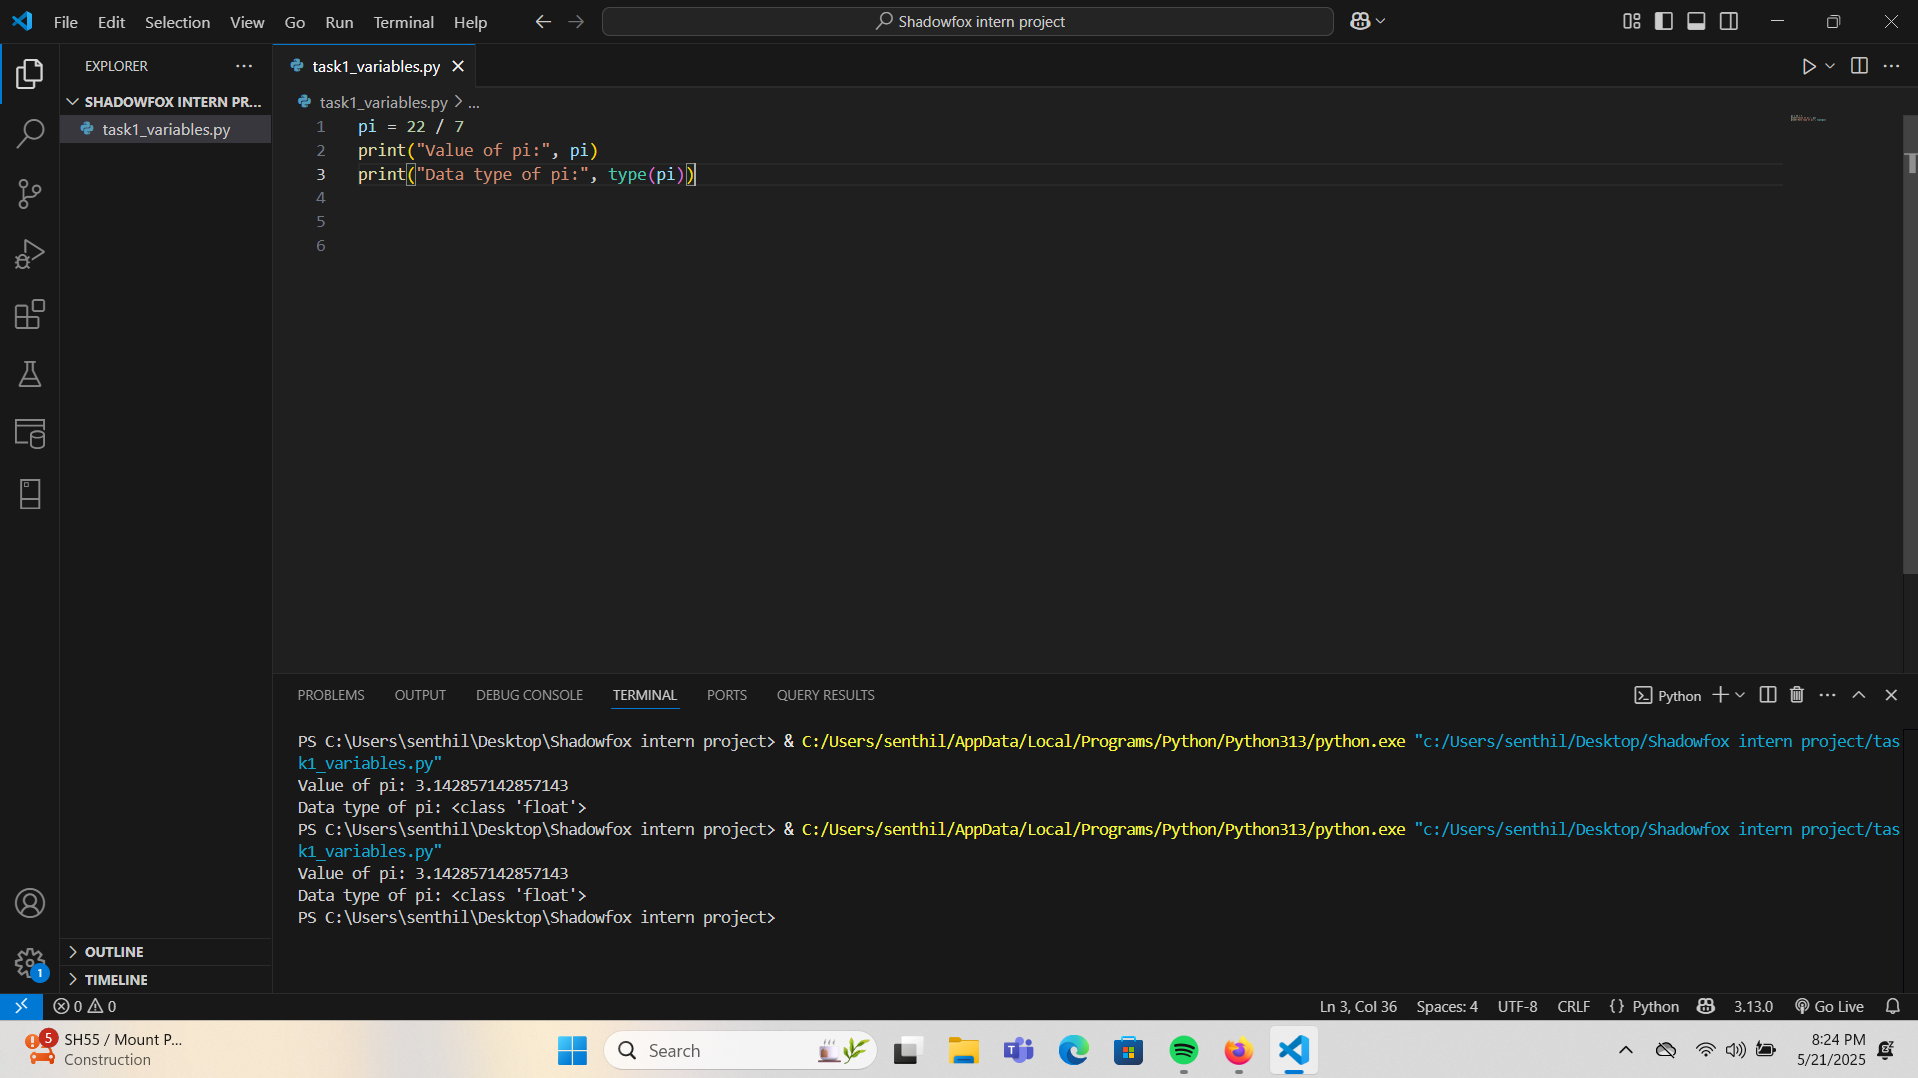 File Edit Selection View Go Run Terminal Help
Shadowfox intern project
EXPLORER
SHADOWFOX INTERN PR...
task1_variables.py
task1_variables.py
task1_variables.py > ...
1 pi = 22 / 7
2 print("Value of pi:", pi)
3 print("Data type of pi:", type(pi))
4
5
6
PROBLEMS OUTPUT DEBUG CONSOLE TERMINAL PORTS QUERY RESULTS
Python
PS C:\Users\senthil\Desktop\Shadowfox intern project> & C:/Users/senthil/AppData/Local/Programs/Python/Python313/python.exe "c:/Users/senthil/Desktop/Shadowfox intern project/tas
k1_variables.py"
Value of pi: 3.142857142857143
Data type of pi: <class 'float'>
PS C:\Users\senthil\Desktop\Shadowfox intern project> & C:/Users/senthil/AppData/Local/Programs/Python/Python313/python.exe "c:/Users/senthil/Desktop/Shadowfox intern project/tas
k1_variables.py"
Value of pi: 3.142857142857143
Data type of pi: <class 'float'>
PS C:\Users\senthil\Desktop\Shadowfox intern project>
OUTLINE
1
TIMELINE
0 0
Ln 3, Col 36 Spaces: 4 UTF-8 CRLF {} Python 3.13.0 Go Live
5
SH55 / Mount P...
Construction
Search
8:24 PM
5/21/2025